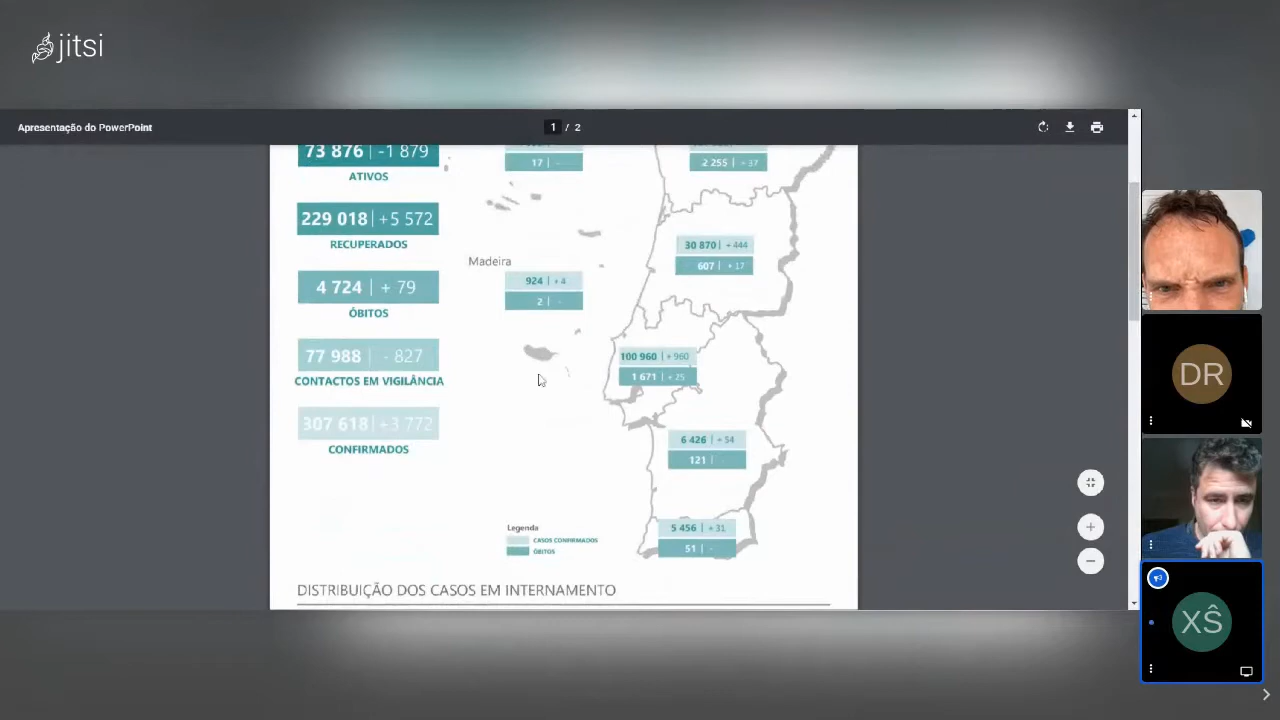 jitsi
Apresentação do PowerPoint
1 / 2
73 876 | -1 879
ATIVOS
17 | -
2 255 | + 37
229 018 | +5 572
RECUPERADOS
30 870 | + 444
607 | + 17
Madeira
924 | + 4
2 | -
4 724 | + 79
ÓBITOS
77 988 | - 827
CONTACTOS EM VIGILÂNCIA
100 960 | + 960
1 671 | + 25
307 618 | +3 772
CONFIRMADOS
6 426 | + 54
121 |
5 456 | + 31
51 | -
Legenda
CASOS CONFIRMADOS
ÓBITOS
DISTRIBUIÇÃO DOS CASOS EM INTERNAMENTO
DR
XŜ